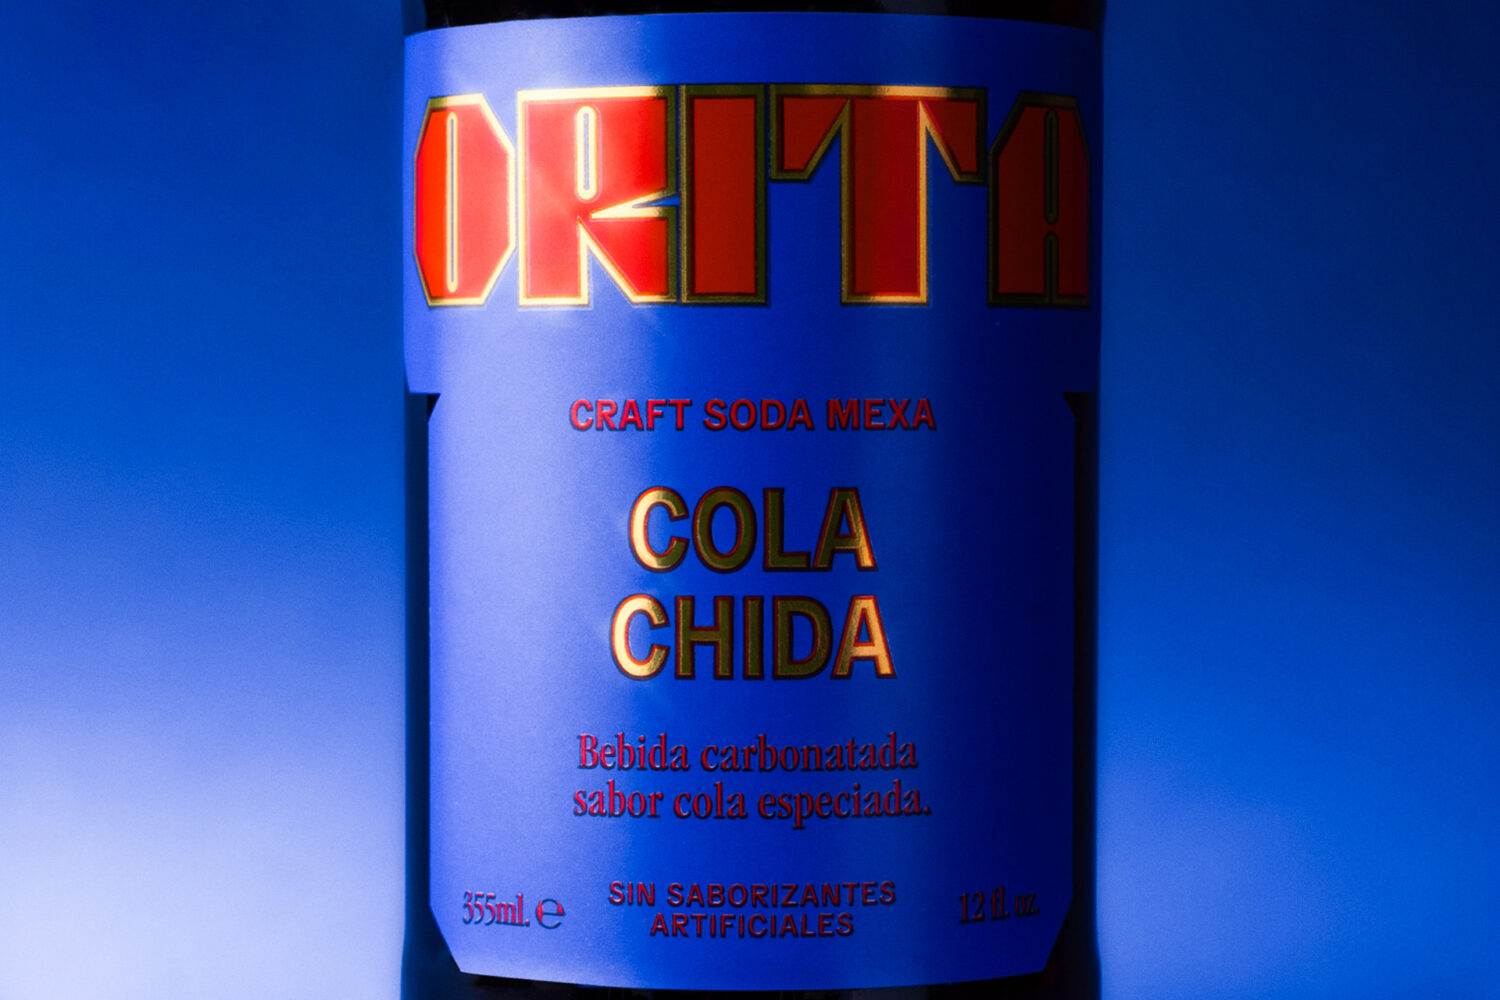 ORITA
CRAFT SODA MEXA
COLA
CHIDA
Bebida carbonatada
sabor cola especiada.
355ml. ℮
SIN SABORIZANTES
ARTIFICIALES
12 fl. oz.